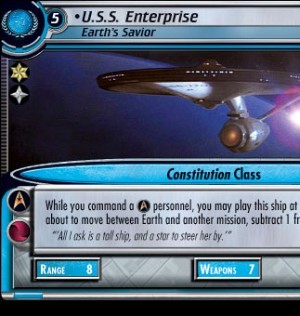 5 •U.S.S. Enterprise
Earth's Savior
Constitution Class
While you command a personnel, you may play this ship at
about to move between Earth and another mission, subtract 1 fr
"'All I ask is a tall ship, and a star to steer her by.'"
RANGE 8 WEAPONS 7